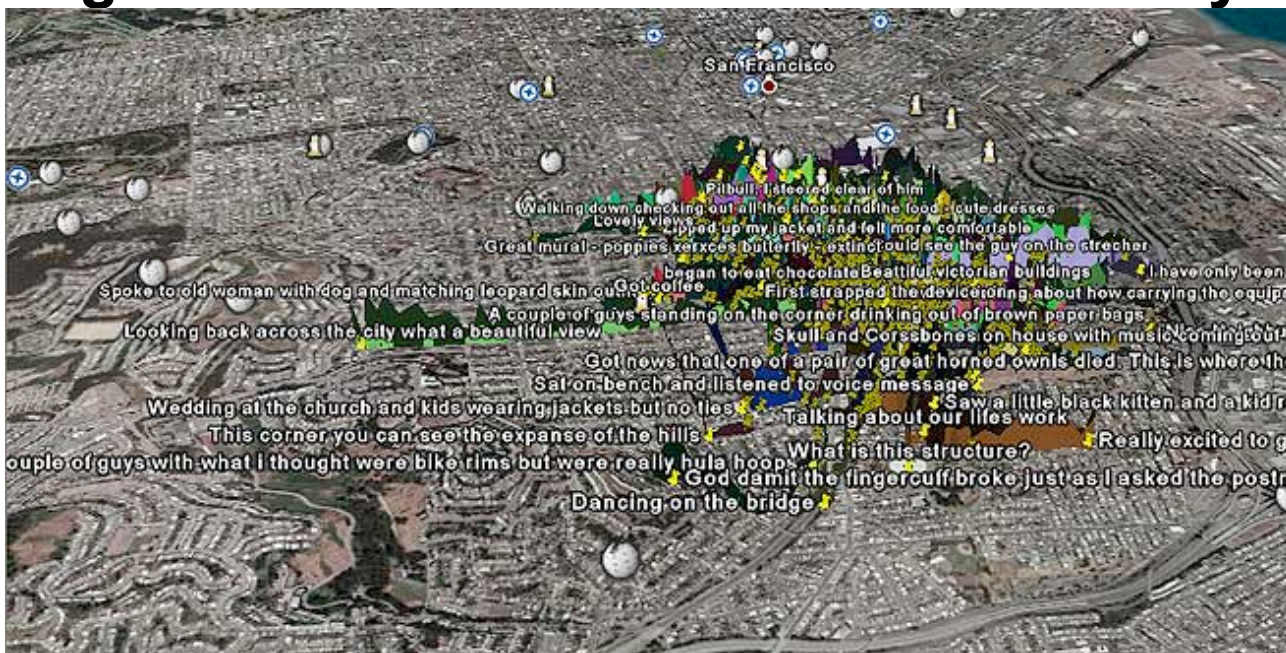 San Francisco
Pitbull, I steered clear of him
Walking down checking out all the shops and the food - cute dresses
Lovely views
Zipped up my jacket and felt more comfortable
Great mural - poppies xerxces butterfly - extinct
ould see the guy on the strecher
began to eat chocolate
Beatiful victorian buildings
I have only been
Spoke to old woman with dog and matching leopard skin
Got coffee
First strapped the device
about how carrying the equip
A couple of guys standing on the corner drinking out of brown paper bags
Looking back across the city what a beautiful view
Skull and Corssbones on house with music coming out
Got news that one of a pair of great horned ownls died. This is where th
Sat on bench and listened to voice message
Wedding at the church and kids wearing jackets but no ties
Saw a little black kitten and a kid r
Talking about our lifes work
This corner you can see the expanse of the hills
Really excited to g
What is this structure?
ouple of guys with what i thought were bike rims but were really hula hoops
God damit the fingercuff broke just as I asked the postm
Dancing on the bridge